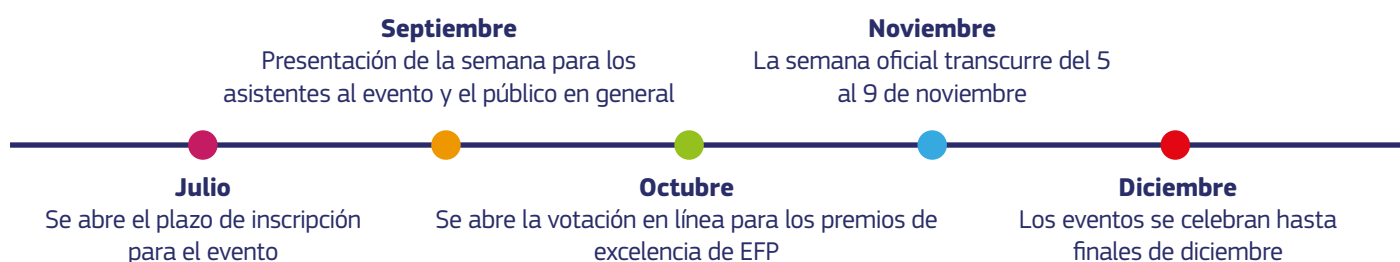 Septiembre
Presentación de la semana para los
asistentes al evento y el público en general
Noviembre
La semana oficial transcurre del 5
al 9 de noviembre
Julio
Se abre el plazo de inscripción
para el evento
Octubre
Se abre la votación en línea para los premios de
excelencia de EFP
Diciembre
Los eventos se celebran hasta
finales de diciembre